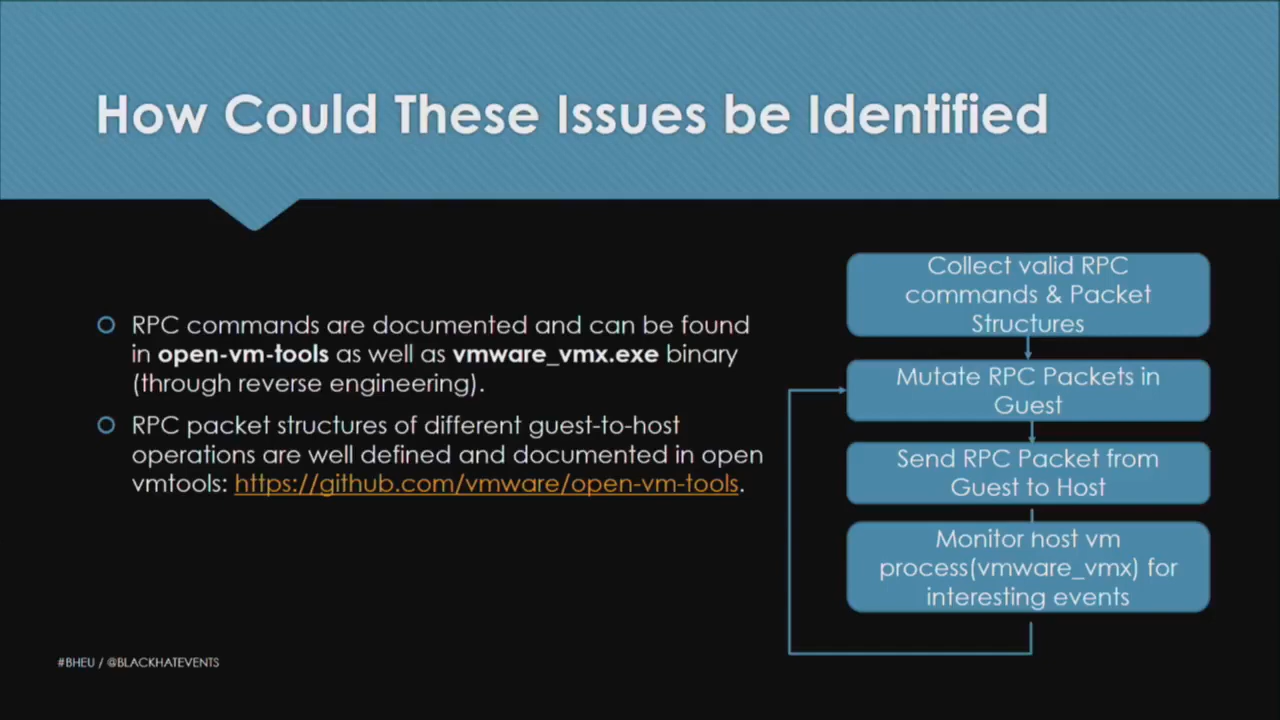 How Could These Issues be Identified
RPC commands are documented and can be found
in open-vm-tools as well as vmware_vmx.exe binary
(through reverse engineering).
RPC packet structures of different guest-to-host
operations are well defined and documented in open
vmtools: https://github.com/vmware/open-vm-tools.
Collect valid RPC
commands & Packet
Structures
Mutate RPC Packets in
Guest
Send RPC Packet from
Guest to Host
Monitor host vm
process(vmware_vmx) for
interesting events
#BHEU / @BLACKHATEVENTS